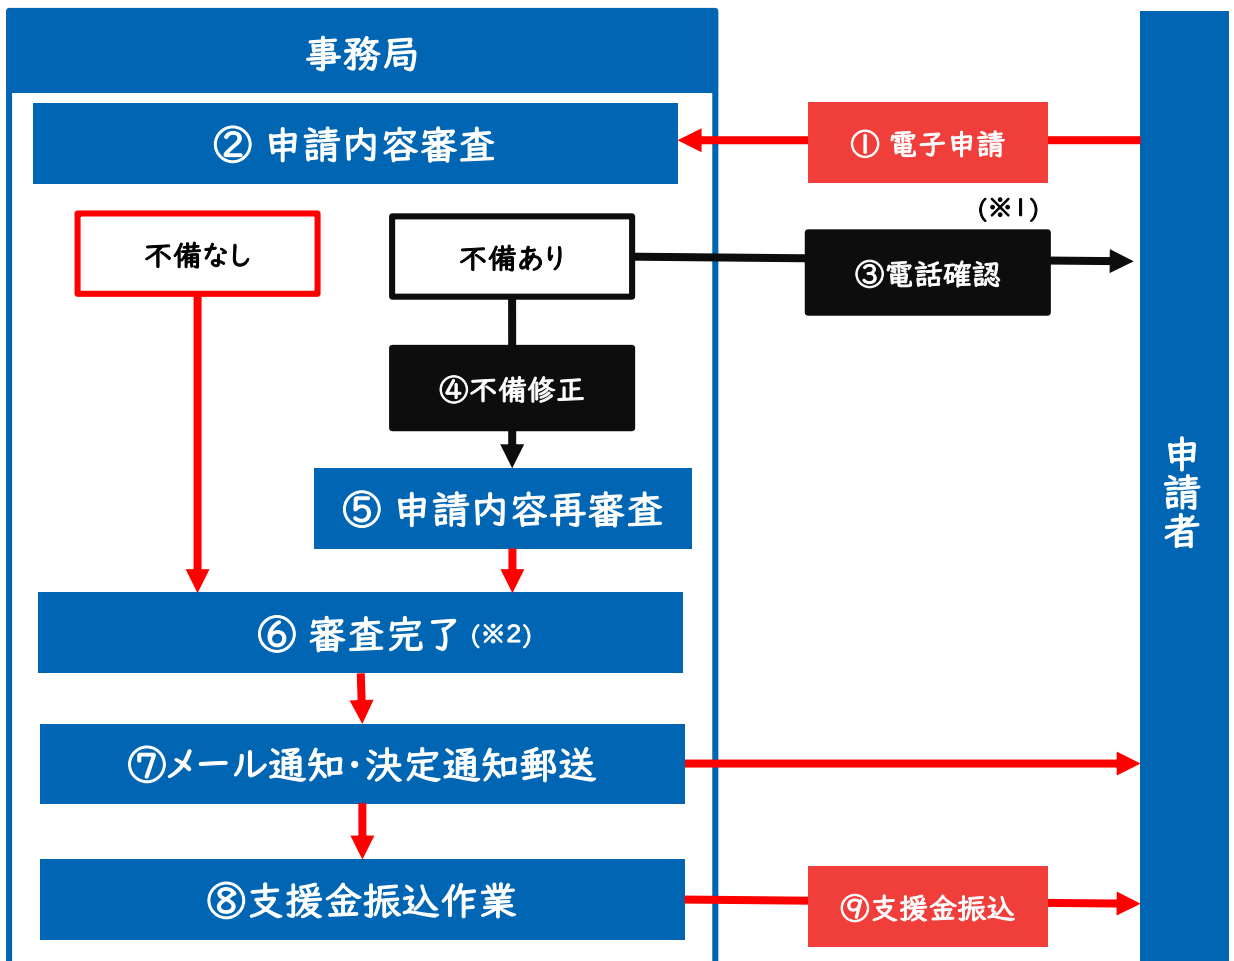 事務局
② 申請内容審査
① 電子申請
(※1)
不備なし
不備あり
③電話確認
④不備修正
⑤ 申請内容再審査
申請者
⑥ 審査完了 (※2)
⑦メール通知・決定通知郵送
⑧支援金振込作業
⑨支援金振込